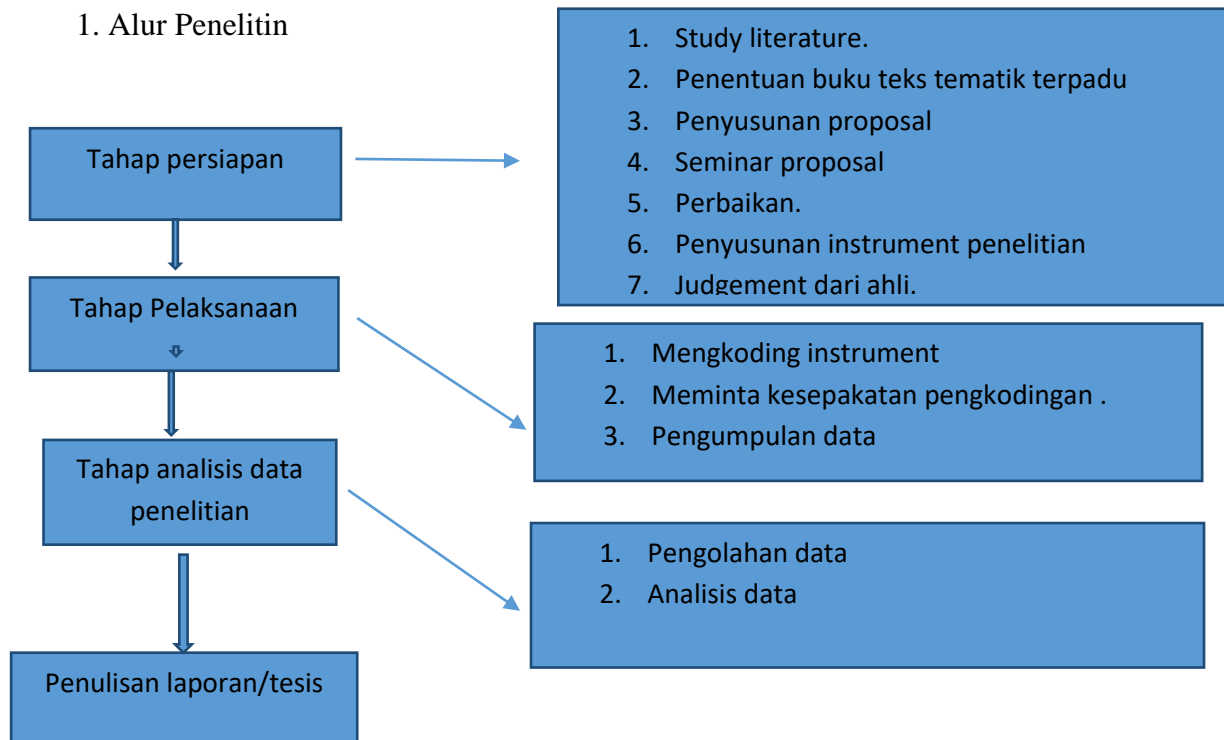 1. Alur Penelitin
Tahap persiapan
1. Study literature.
2. Penentuan buku teks tematik terpadu
3. Penyusunan proposal
4. Seminar proposal
5. Perbaikan.
6. Penyusunan instrument penelitian
7. Judgement dari ahli.
Tahap Pelaksanaan
1. Mengkoding instrument
2. Meminta kesepakatan pengkodingan .
3. Pengumpulan data
Tahap analisis data
penelitian
1. Pengolahan data
2. Analisis data
Penulisan laporan/tesis